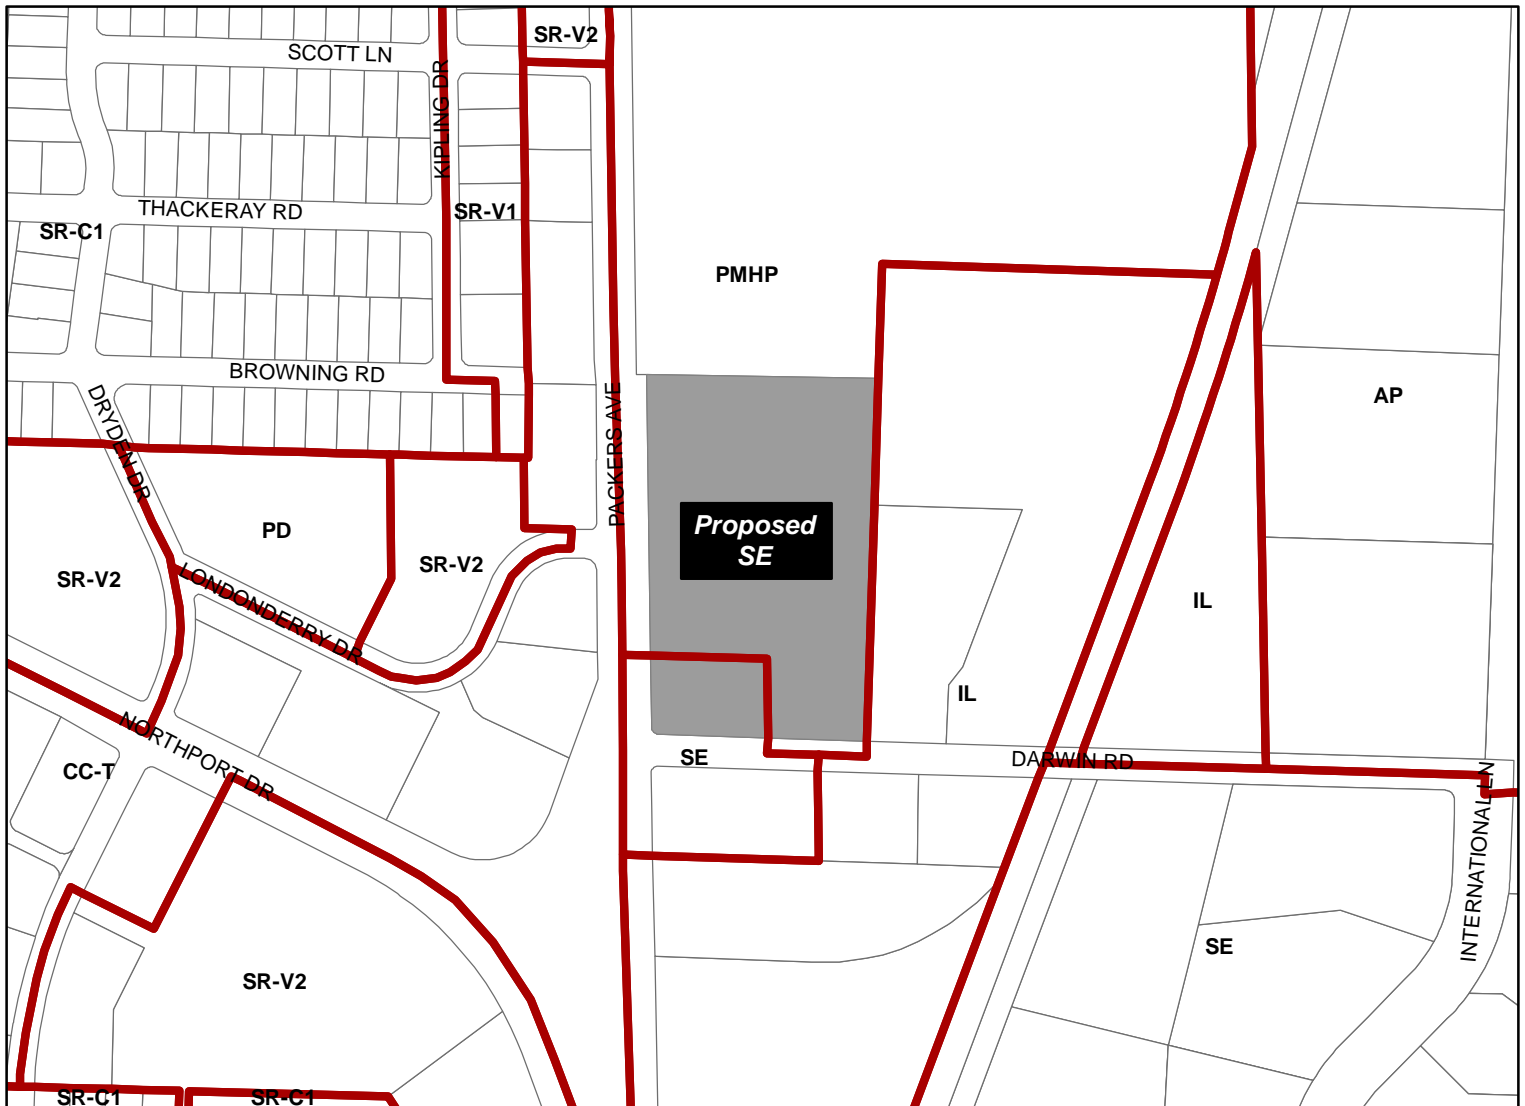 SR-V2
SCOTT LN
KIPLING DR
THACKERAY RD
SR-V1
SR-C1
PMHP
BROWNING RD
DRYDEN DR
PACKERS AVE
AP
PD
Proposed
SE
SR-V2
SR-V2
LONDONDERRY DR
IL
IL
NORTHPORT DR
SE
DARWIN RD
CC-T
INTERNATIONAL LN
SE
SR-V2
SR-C1
SR-C1